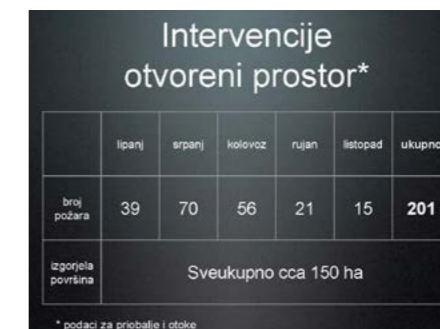 Intervencije
otvoreni prostor*
lipanj srpanj kolovoz rujan listopad ukupno
broj
požara 39 70 56 21 15 201
izgorjela
površina Sveukupno cca 150 ha
* podaci za priobalje i otoke